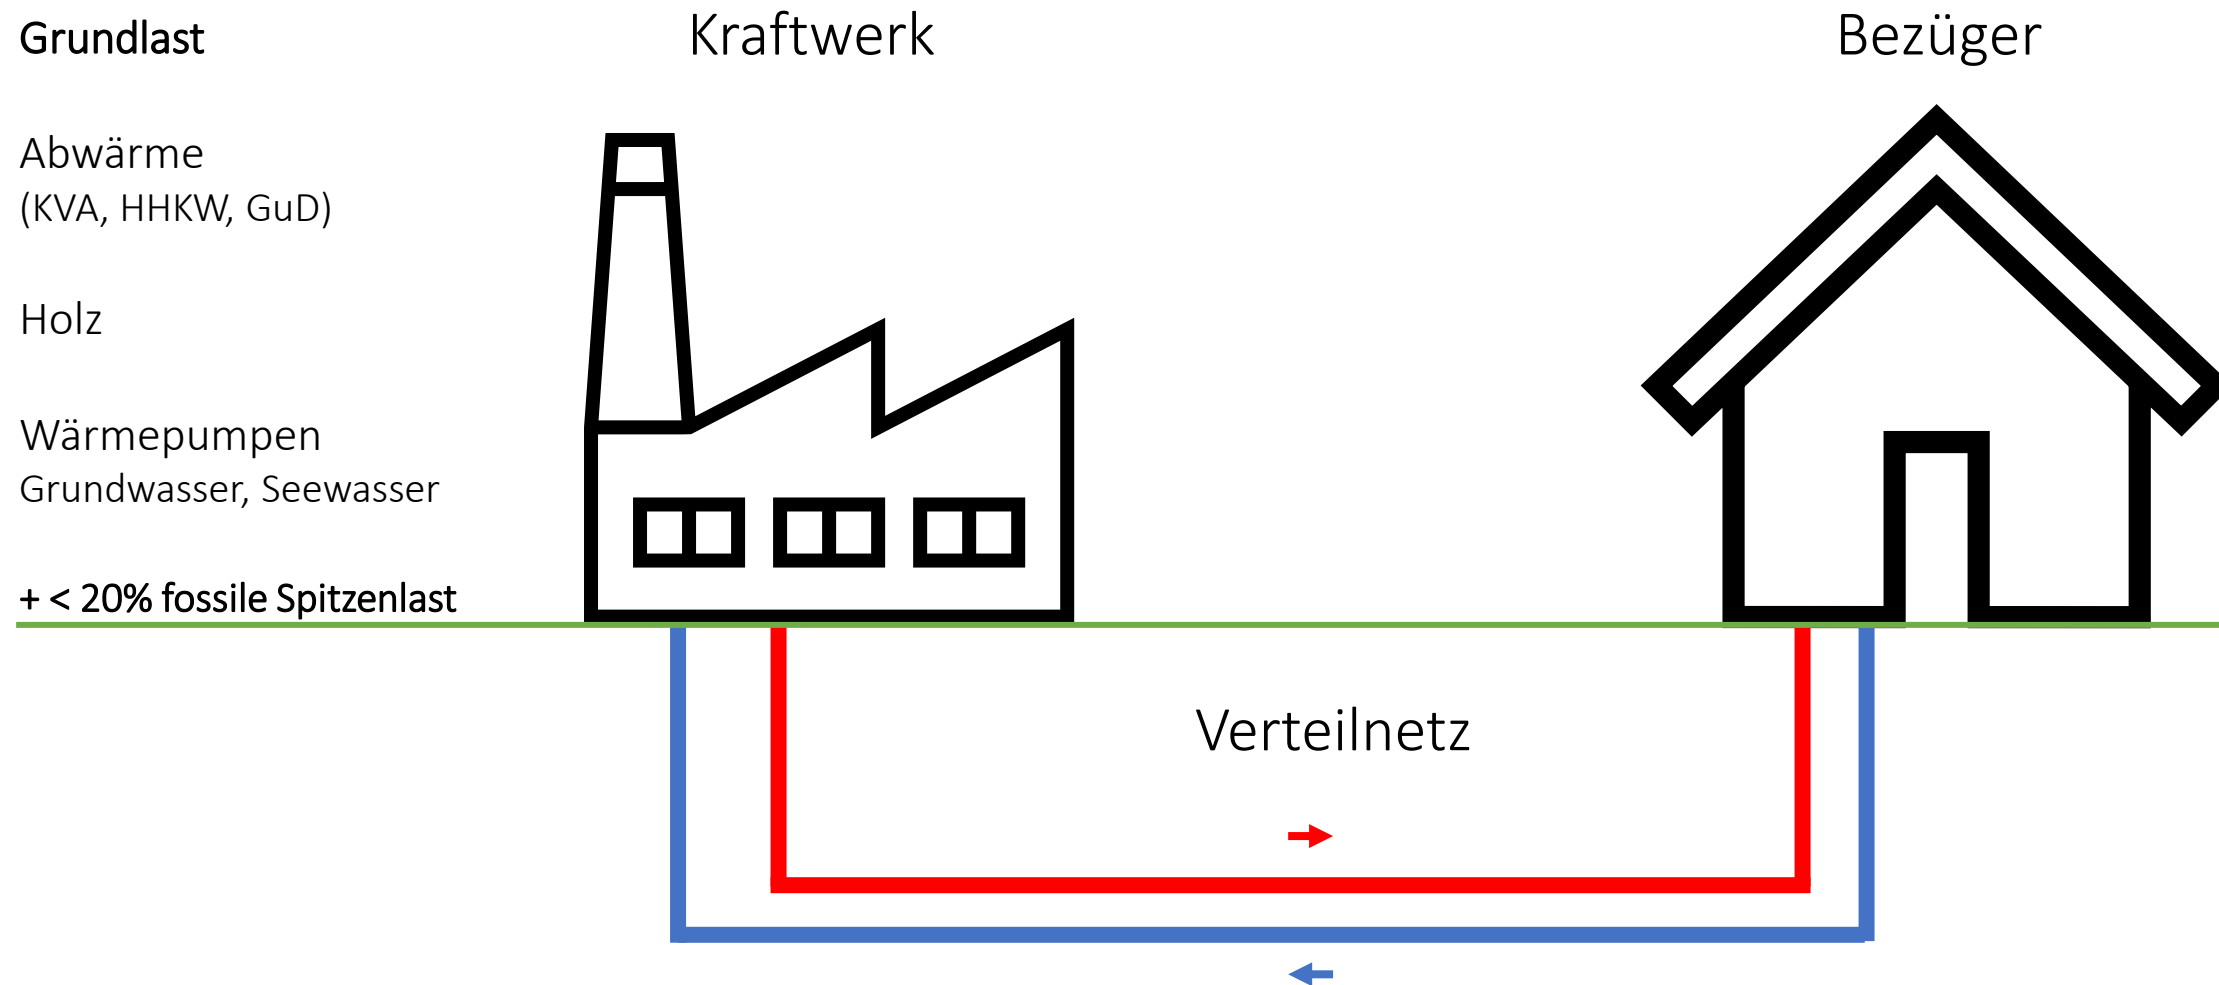 Grundlast
Kraftwerk
Bezüger
Abwärme
(KVA, HHKW, GuD)
Holz
Wärmepumpen
Grundwasser, Seewasser
+ < 20% fossile Spitzenlast
Verteilnetz